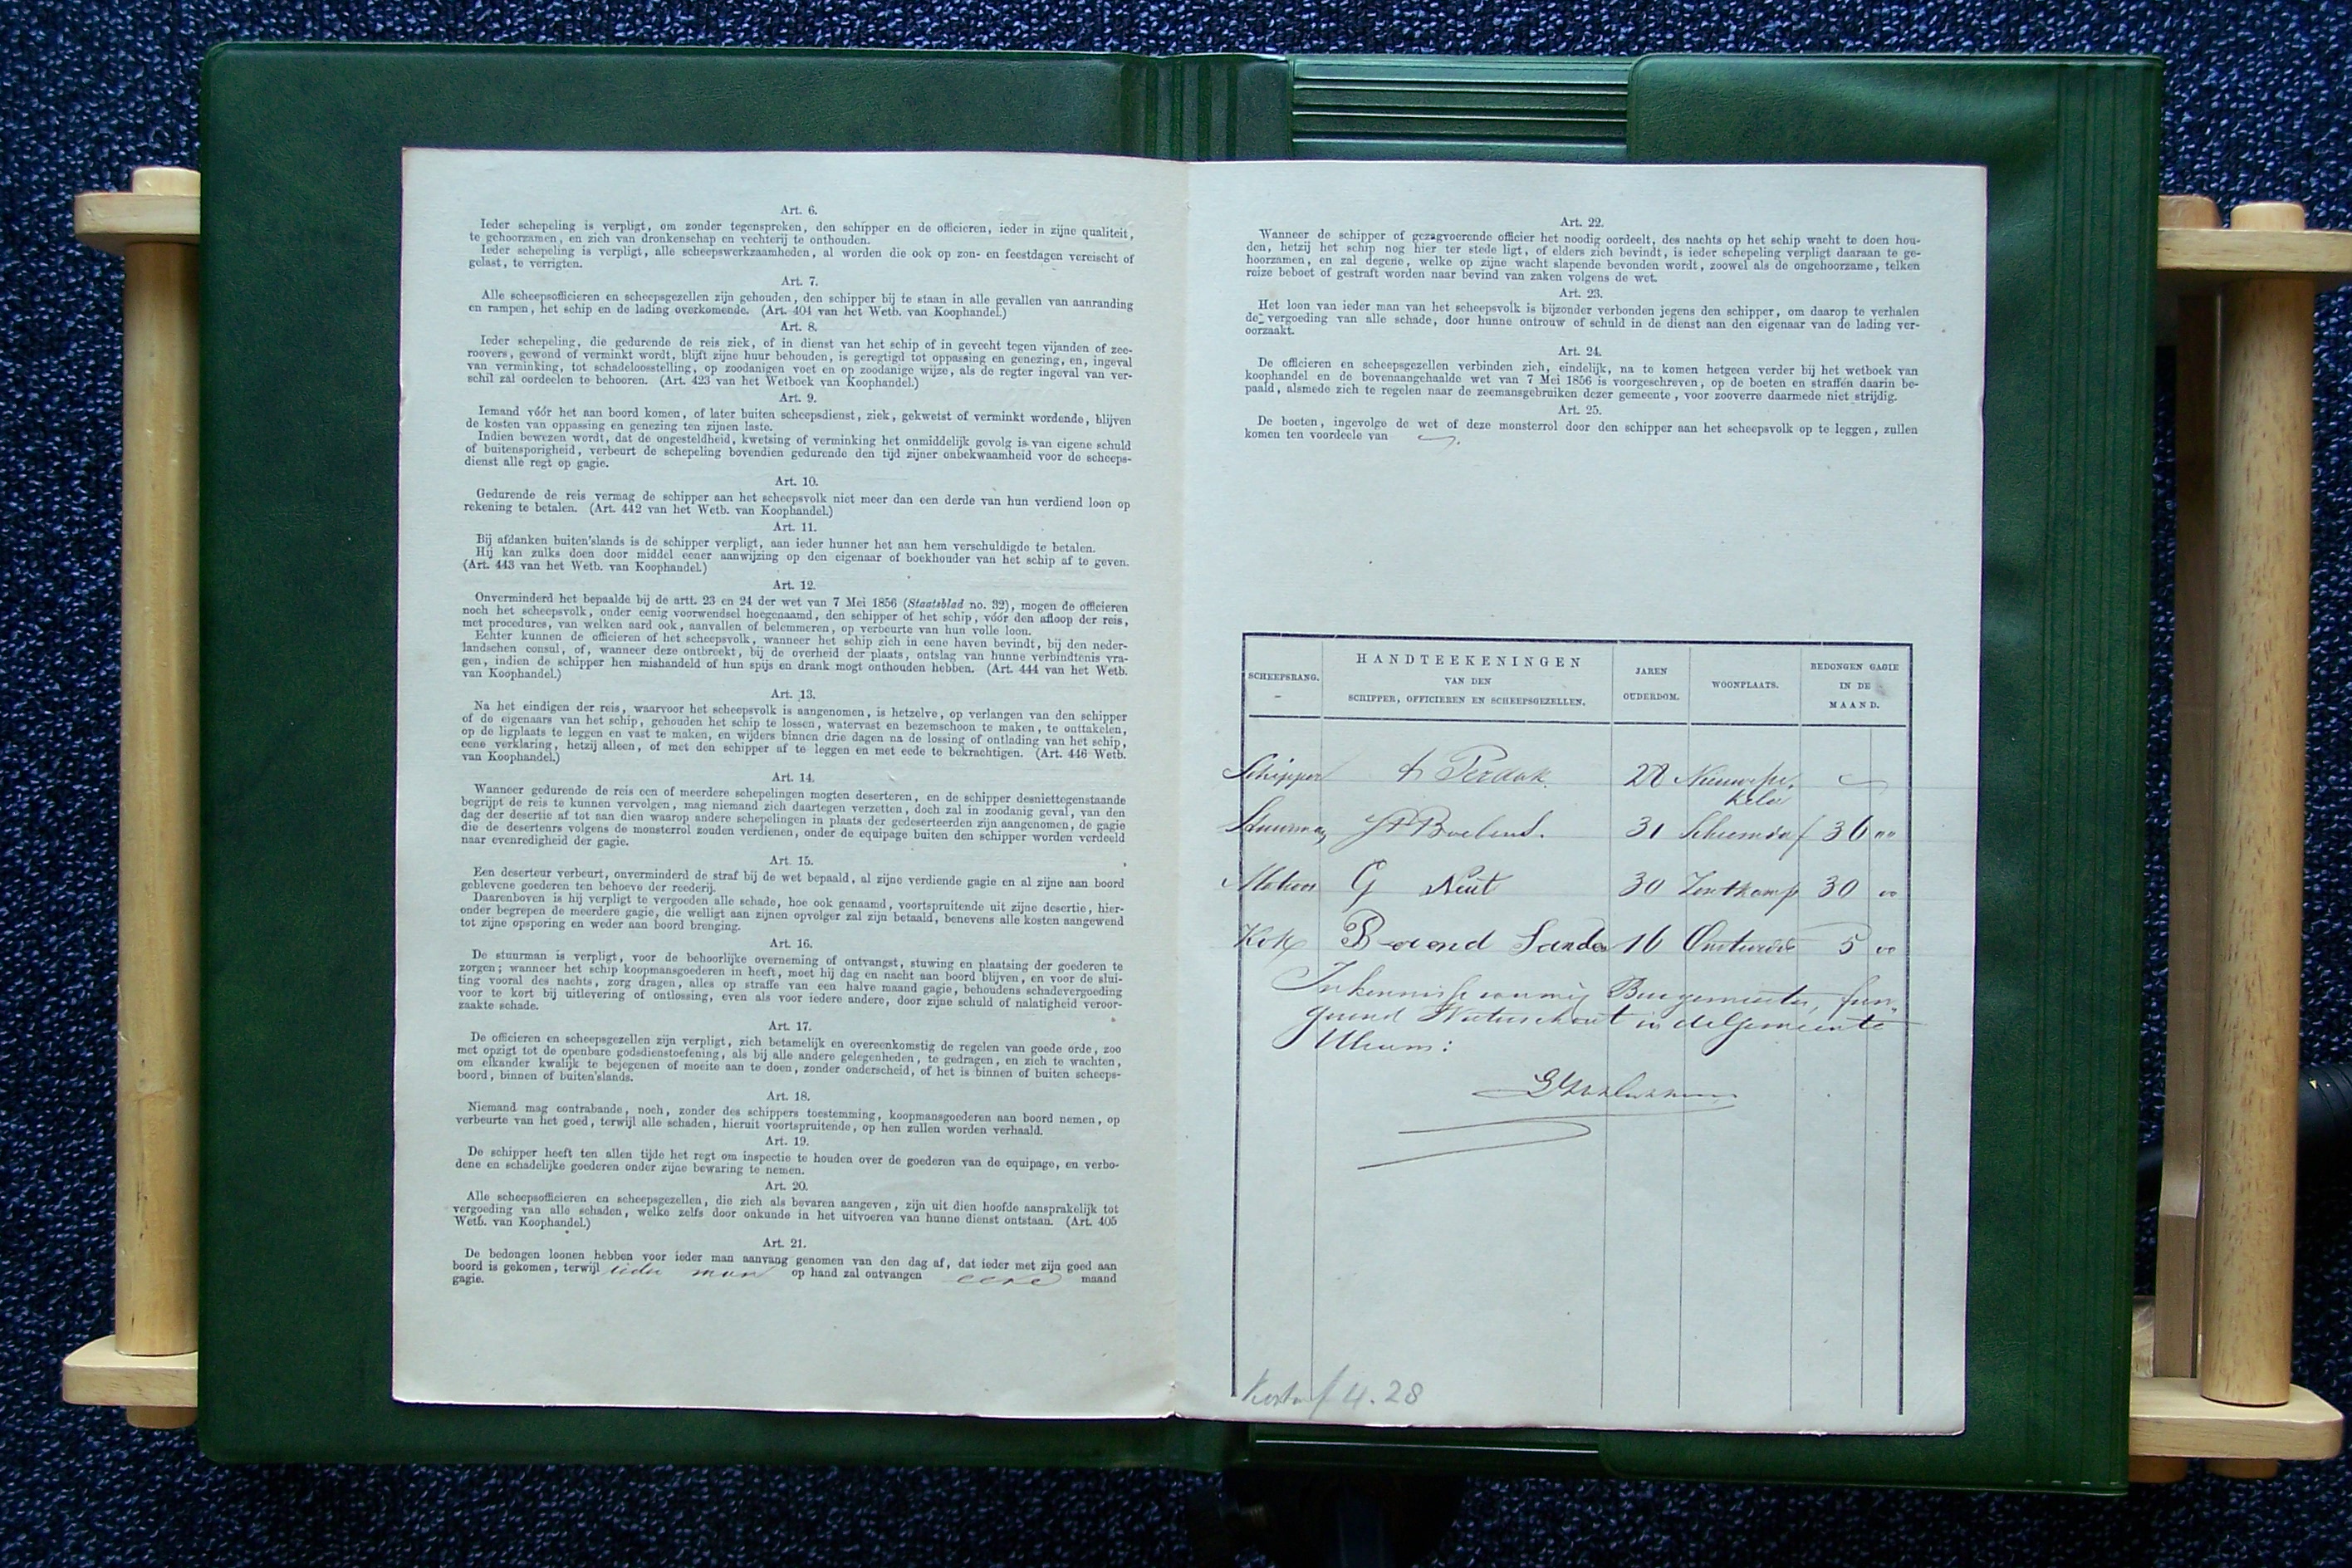 Art. 6.
Ieder schepeling is verpligt, om zonder tegenspreken, den schipper en de officieren, ieder in zijne qualiteit,
te gehoorzamen, en zich van dronkenschap en vechterij te onthouden.
Ieder schepeling is verpligt, alle scheepswerkzaamheden, al worden die ook op zon- en feestdagen vereischt of
gelast, te verrigten.
Art. 7.
Alle scheepsofficieren en scheepsgezellen zijn gehouden, den schipper bij te staan in alle gevallen van aanranding
en rampen, het schip en de lading overkomende. (Art. 404 van het Wetb. van Koophandel.)
Art. 8.
Ieder schepeling, die gedurende de reis ziek, of in dienst van het schip of in gevecht tegen vijanden of zee-
roovers, gewond of verminkt wordt, blijft zijne huur behouden, is geregtigd tot oppassing en genezing, en, ingeval
van verminking, tot schadeloosstelling, op zoodanigen voet en op zoodanige wijze, als de regter ingeval van ver-
schil zal oordeelen te behooren. (Art. 423 van het Wetboek van Koophandel.)
Art. 9.
Iemand vóór het aan boord komen, of later buiten scheepsdienst, ziek, gekwetst of verminkt wordende, blijven
de kosten van oppassing en genezing ten zijnen laste.
Indien bewezen wordt, dat de ongesteldheid, kwetsing of verminking het onmiddelijk gevolg is van eigene schuld
of buitensporigheid, verbeurt de schepeling bovendien gedurende den tijd zijner onbekwaamheid voor de scheeps-
dienst alle regt op gagie.
Art. 10.
Gedurende de reis vermag de schipper aan het scheepsvolk niet meer dan een derde van hun verdiend loon op
rekening te betalen. (Art. 442 van het Wetb. van Koophandel.)
Art. 11.
Bij afdanken buiten'slands is de schipper verpligt, aan ieder hunner het aan hem verschuldigde te betalen.
Hij kan zulks doen door middel eener aanwijzing op den eigenaar of boekhouder van het schip af te geven.
(Art. 443 van het Wetb. van Koophandel.)
Art. 12.
Onverminderd het bepaalde bij de artt. 23 en 24 der wet van 7 Mei 1856 (Staatsblad no. 32), mogen de officieren
noch het scheepsvolk, onder eenig voorwendsel hoegenaamd, den schipper of het schip, vóór den afloop der reis,
met procedures, van welken aard ook, aanvallen of belemmeren, op verbeurte van hun volle loon.
Echter kunnen de officieren of het scheepsvolk, wanneer het schip zich in eene haven bevindt, bij den neder-
landschen consul, of, wanneer deze ontbreekt, bij de overheid der plaats, ontslag van hunne verbindtenis vra-
gen, indien de schipper hen mishandeld of hun spijs en drank mogt onthouden hebben. (Art. 444 van het Wetb.
van Koophandel.)
Art. 13.
Na het eindigen der reis, waarvoor het scheepsvolk is aangenomen, is hetzelve, op verlangen van den schipper
of de eigenaars van het schip, gehouden het schip te lossen, watervast en bezemschoon te maken, te onttakelen,
op de ligplaats te leggen en vast te maken, en wijders binnen drie dagen na de lossing of ontlading van het schip,
eene verklaring, hetzij alleen, of met den schipper af te leggen en met eede te bekrachtigen. (Art. 446 Wetb.
van Koophandel.)
Art. 14.
Wanneer gedurende de reis een of meerdere schepelingen mogten deserteren, en de schipper desniettegenstaande
begrijpt de reis te kunnen vervolgen, mag niemand zich daartegen verzetten, doch zal in zoodanig geval, van den
dag der desertie af tot aan dien waarop andere schepelingen in plaats der gedeserteerden zijn aangenomen, de gagie
die de deserteurs volgens de monsterrol zouden verdienen, onder de equipage buiten den schipper worden verdeeld
naar evenredigheid der gagie.
Art. 15.
Een deserteur verbeurt, onverminderd de straf bij de wet bepaald, al zijne verdiende gagie en al zijne aan boord
geblevene goederen ten behoeve der reederij.
Daarenboven is hij verpligt te vergoeden alle schade, hoe ook genaamd, voortspruitende uit zijne desertie, hier-
onder begrepen de meerdere gagie, die welligt aan zijnen opvolger zal zijn betaald, benevens alle kosten aangewend
tot zijne opsporing en weder aan boord brenging.
Art. 16.
De stuurman is verpligt, voor de behoorlijke overneming of ontvangst, stuwing en plaatsing der goederen te
zorgen; wanneer het schip koopmansgoederen in heeft, moet hij dag en nacht aan boord blijven, en voor de slui-
ting vooral des nachts, zorg dragen, alles op straffe van een halve maand gagie, behoudens schadevergoeding
voor te kort bij uitlevering of ontlossing, even als voor iedere andere, door zijne schuld of nalatigheid veroor-
zaakte schade.
Art. 17.
De officieren en scheepsgezellen zijn verpligt, zich betamelijk en overeenkomstig de regelen van goede orde, zoo
met opzigt tot de openbare godsdienstoefening, als bij alle andere gelegenheden, te gedragen, en zich te wachten,
om elkander kwalijk te bejegenen of moeite aan te doen, zonder onderscheid, of het is binnen of buiten scheeps-
boord, binnen of buiten'slands.
Art. 18.
Niemand mag contrabande, noch, zonder des schippers toestemming, koopmansgoederen aan boord nemen, op
verbeurte van het goed, terwijl alle schaden, hieruit voortspruitende, op hen zullen worden verhaald.
Art. 19.
De schipper heeft ten allen tijde het regt om inspectie te houden over de goederen van de equipage, en verbo-
dene en schadelijke goederen onder zijne bewaring te nemen.
Art. 20.
Alle scheepsofficieren en scheepsgezellen, die zich als bevaren aangeven, zijn uit dien hoofde aansprakelijk tot
vergoeding van alle schaden, welke zelfs door onkunde in het uitvoeren van hunne dienst ontstaan. (Art. 405
Wetb. van Koophandel.)
Art. 21.
De bedongen loonen hebben voor ieder man aanvang genomen van den dag af, dat ieder met zijn goed aan
boord is gekomen, terwijl ieder man op hand zal ontvangen eene maand
gagie.
Art. 22.
Wanneer de schipper of gezagvoerende officier het noodig oordeelt, des nachts op het schip wacht te doen hou-
den, hetzij het schip nog hier ter stede ligt, of elders zich bevindt, is ieder schepeling verpligt daaraan te ge-
hoorzamen, en zal degene, welke op zijne wacht slapende bevonden wordt, zoowel als de ongehoorzame, telken
reize beboet of gestraft worden naar bevind van zaken volgens de wet.
Art. 23.
Het loon van ieder man van het scheepsvolk is bijzonder verbonden jegens den schipper, om daarop te verhalen
de vergoeding van alle schade, door hunne ontrouw of schuld in de dienst aan den eigenaar van de lading ver-
oorzaakt.
Art. 24.
De officieren en scheepsgezellen verbinden zich, eindelijk, na te komen hetgeen verder bij het wetboek van
koophandel en de bovenaangehaalde wet van 7 Mei 1856 is voorgeschreven, op de boeten en straffen daarin be-
paald, alsmede zich te regelen naar de zeemansgebruiken dezer gemeente, voor zooverre daarmede niet strijdig.
Art. 25.
De boeten, ingevolge de wet of deze monsterrol door den schipper aan het scheepsvolk op te leggen, zullen
komen ten voordeele van
SCHEEPSRANG. HANDTEEKENINGEN VAN DEN SCHIPPER, OFFICIEREN EN SCHEEPSGEZELLEN. JAREN OUDERDOM. WOONPLAATS. BEDONGEN GAGIE IN DE MAAND.
Schipper Perdok 28 Nieuwe Pe-
kela
Stuurman Boelens. 31 Scheemda f 36 "
Matroos G Neut 30 Zoutkamp 30 "
Kok Berend Sander 16 Onstwedde 5 "
In kennisse van mij Burgemeester, fun-
gerend Waterschout in de Gemeente
Ulrum:
Kosten f 4.28